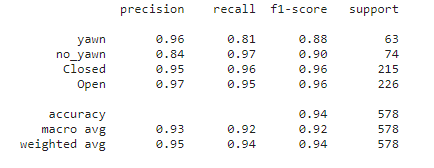 precision recall f1-score support
yawn 0.96 0.81 0.88 63
no_yawn 0.84 0.97 0.90 74
Closed 0.95 0.96 0.96 215
Open 0.97 0.95 0.96 226
accuracy 0.94 578
macro avg 0.93 0.92 0.92 578
weighted avg 0.95 0.94 0.94 578